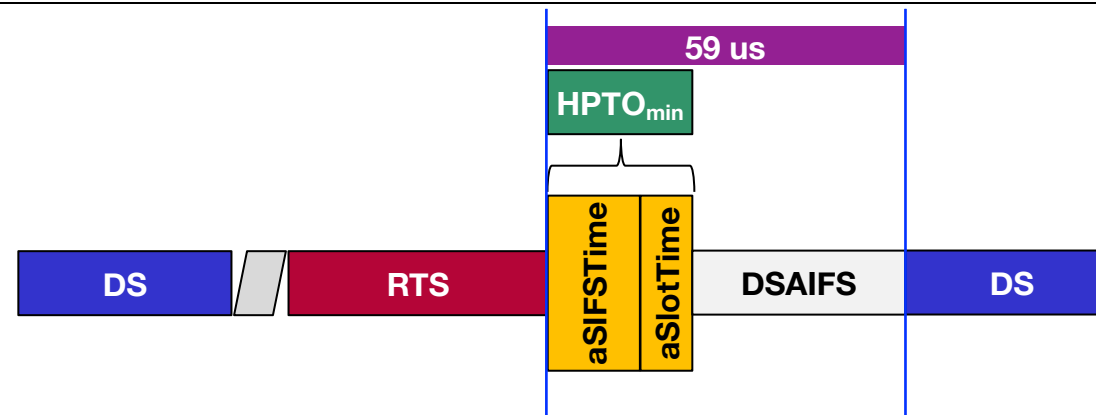 59 us
HPTOmin
aSIFSTime
aSlotTime
DS
RTS
DSAIFS
DS